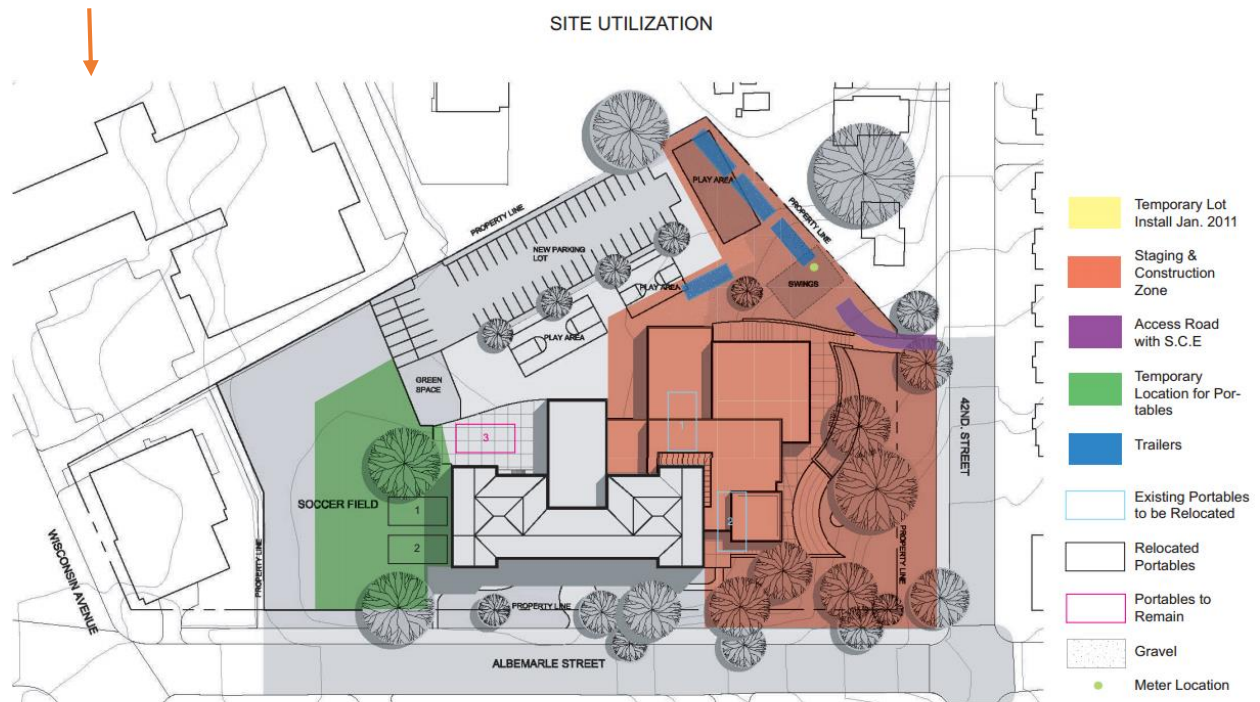 SITE UTILIZATION
PROPERTY LINE
PLAY AREA
PROPERTY LINE
NEW PARKING
LOT
PLAY AREA
SWINGS
PLAY AREA
GREEN
SPACE
3
1
2
SOCCER FIELD
1
2
PROPERTY LINE
PROPERTY LINE
PROPERTY LINE
WISCONSIN AVENUE
ALBEMARLE STREET
42ND. STREET
Temporary Lot
Install Jan. 2011
Staging &
Construction
Zone
Access Road
with S.C.E
Temporary
Location for Por-
tables
Trailers
Existing Portables
to be Relocated
Relocated
Portables
Portables to
Remain
Gravel
Meter Location